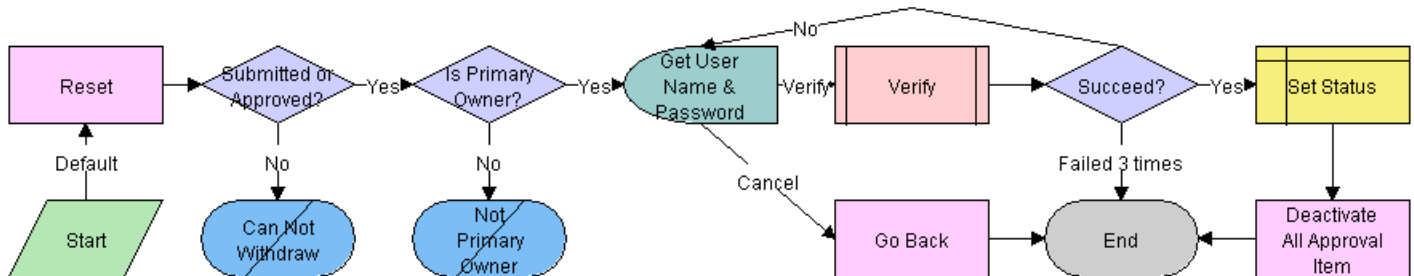 No
Reset
Submitted or
Approved?
Yes
Is Primary
Owner?
Yes
Get User
Name &
Password
Verify
Verify
Succeed?
Yes
Set Status
Default
No
No
Cancel
Failed 3 times
Start
Can Not
Withdraw
Not
Primary
Owner
Go Back
End
Deactivate
All Approval
Item